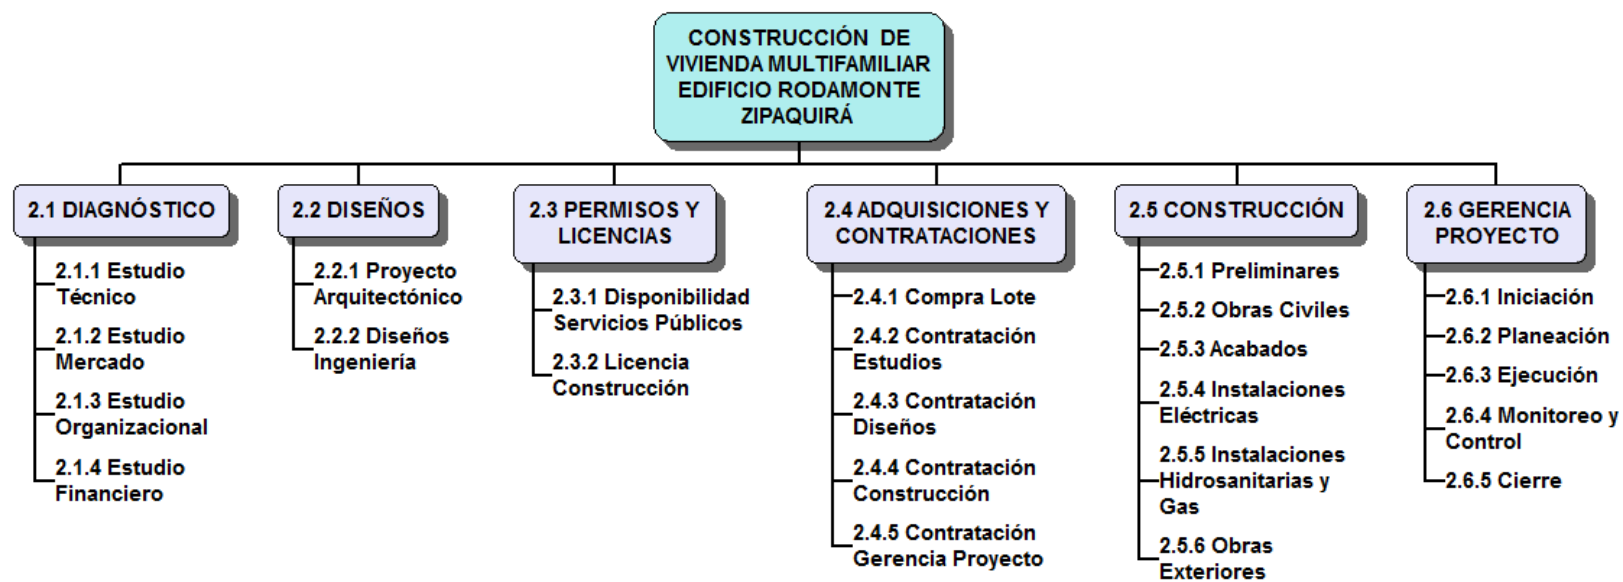 CONSTRUCCIÓN DE
VIVIENDA MULTIFAMILIAR
EDIFICIO RODAMONTE
ZIPAQUIRÁ
2.1 DIAGNÓSTICO
2.1.1 Estudio
Técnico
2.1.2 Estudio
Mercado
2.1.3 Estudio
Organizacional
2.1.4 Estudio
Financiero
2.2 DISEÑOS
2.2.1 Proyecto
Arquitectónico
2.2.2 Diseños
Ingeniería
2.3 PERMISOS Y
LICENCIAS
2.3.1 Disponibilidad
Servicios Públicos
2.3.2 Licencia
Construcción
2.4 ADQUISICIONES Y
CONTRATACIONES
2.4.1 Compra Lote
2.4.2 Contratación
Estudios
2.4.3 Contratación
Diseños
2.4.4 Contratación
Construcción
2.4.5 Contratación
Gerencia Proyecto
2.5 CONSTRUCCIÓN
2.5.1 Preliminares
2.5.2 Obras Civiles
2.5.3 Acabados
2.5.4 Instalaciones
Eléctricas
2.5.5 Instalaciones
Hidrosanitarias y
Gas
2.5.6 Obras
Exteriores
2.6 GERENCIA
PROYECTO
2.6.1 Iniciación
2.6.2 Planeación
2.6.3 Ejecución
2.6.4 Monitoreo y
Control
2.6.5 Cierre